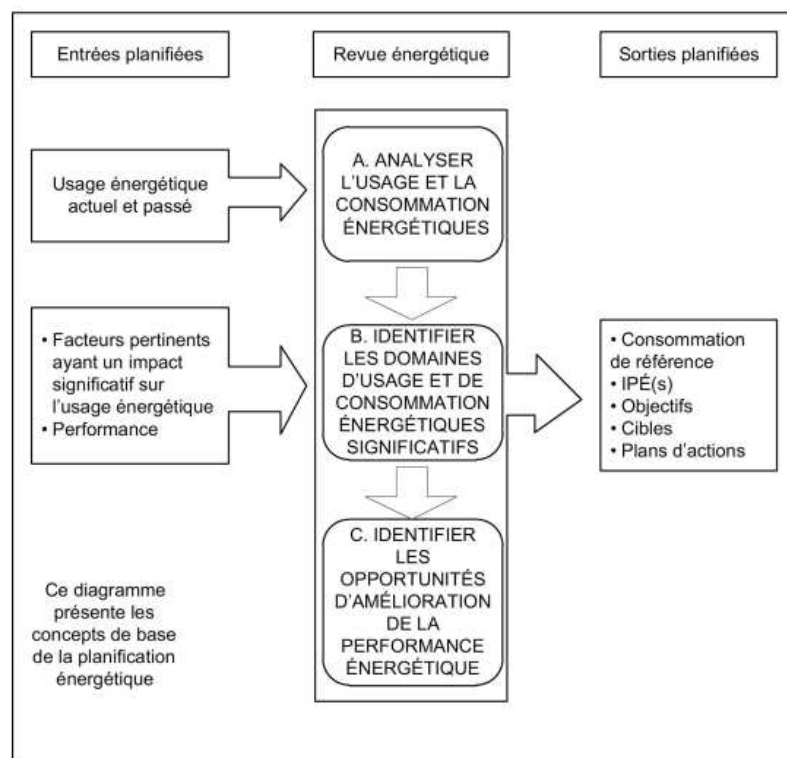 Entrées planifiées
Revue énergétique
Sorties planifiées
Usage énergétique
actuel et passé
A. ANALYSER
L'USAGE ET LA
CONSOMMATION
ÉNERGÉTIQUES
• Facteurs pertinents
ayant un impact
significatif sur
l'usage énergétique
• Performance
B. IDENTIFIER
LES DOMAINES
D'USAGE ET DE
CONSOMMATION
ÉNERGÉTIQUES
SIGNIFICATIFS
• Consommation
de référence
• IPÉ(s)
• Objectifs
• Cibles
• Plans d'actions
C. IDENTIFIER
LES
OPPORTUNITÉS
D'AMÉLIORATION
DE LA
PERFORMANCE
ÉNERGÉTIQUE
Ce diagramme
présente les
concepts de base
de la planification
énergétique